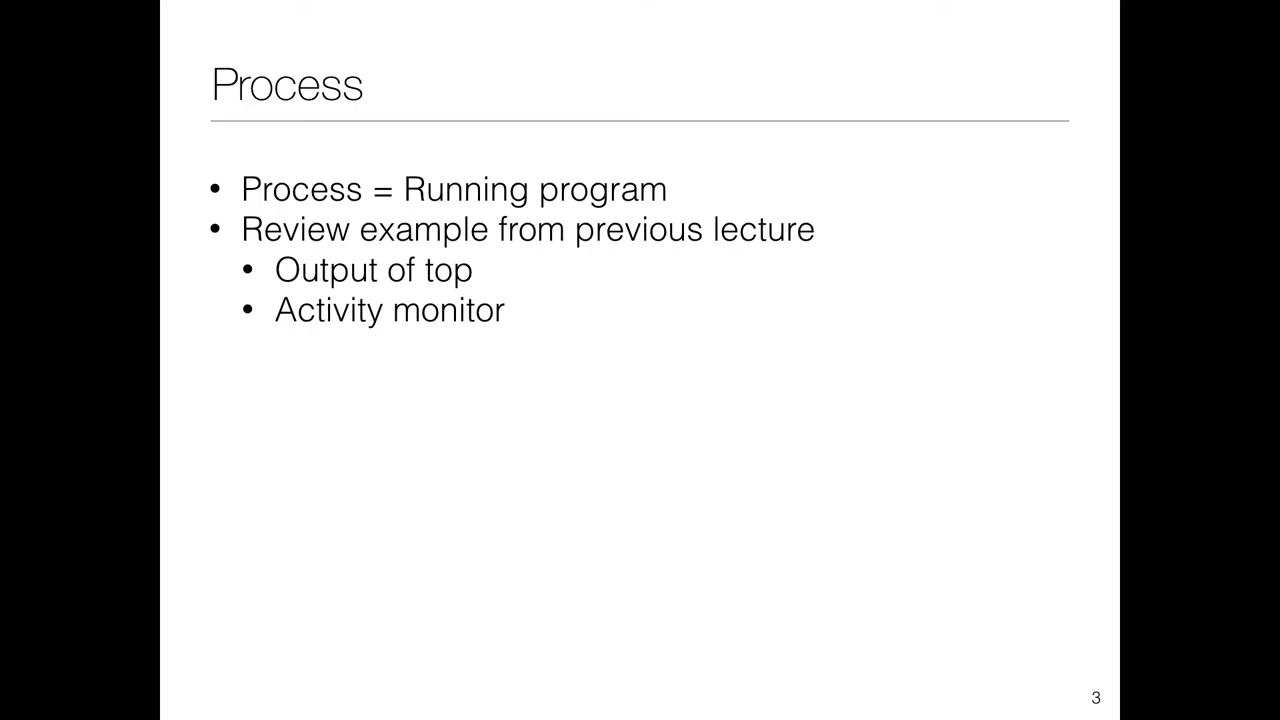 Process
• Process = Running program
• Review example from previous lecture
• Output of top
• Activity monitor
3